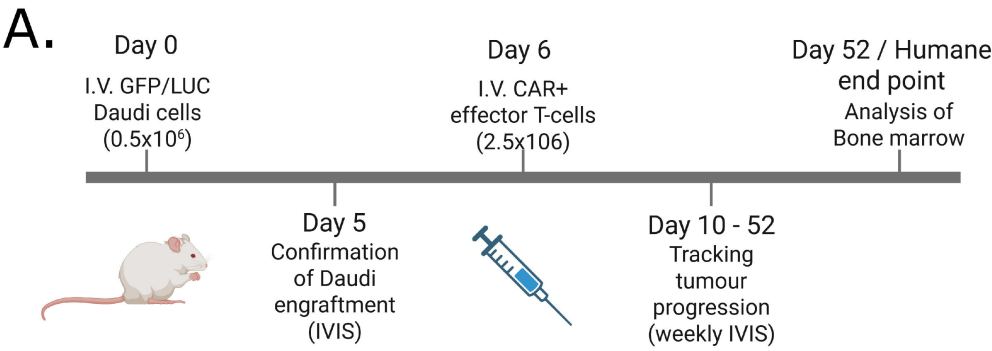 A.
Day 0
I.V. GFP/LUC
Daudi cells
(0.5x10⁶)
Day 5
Confirmation
of Daudi
engraftment
(IVIS)
Day 6
I.V. CAR+
effector T-cells
(2.5x106)
Day 10 - 52
Tracking
tumour
progression
(weekly IVIS)
Day 52 / Humane
end point
Analysis of
Bone marrow